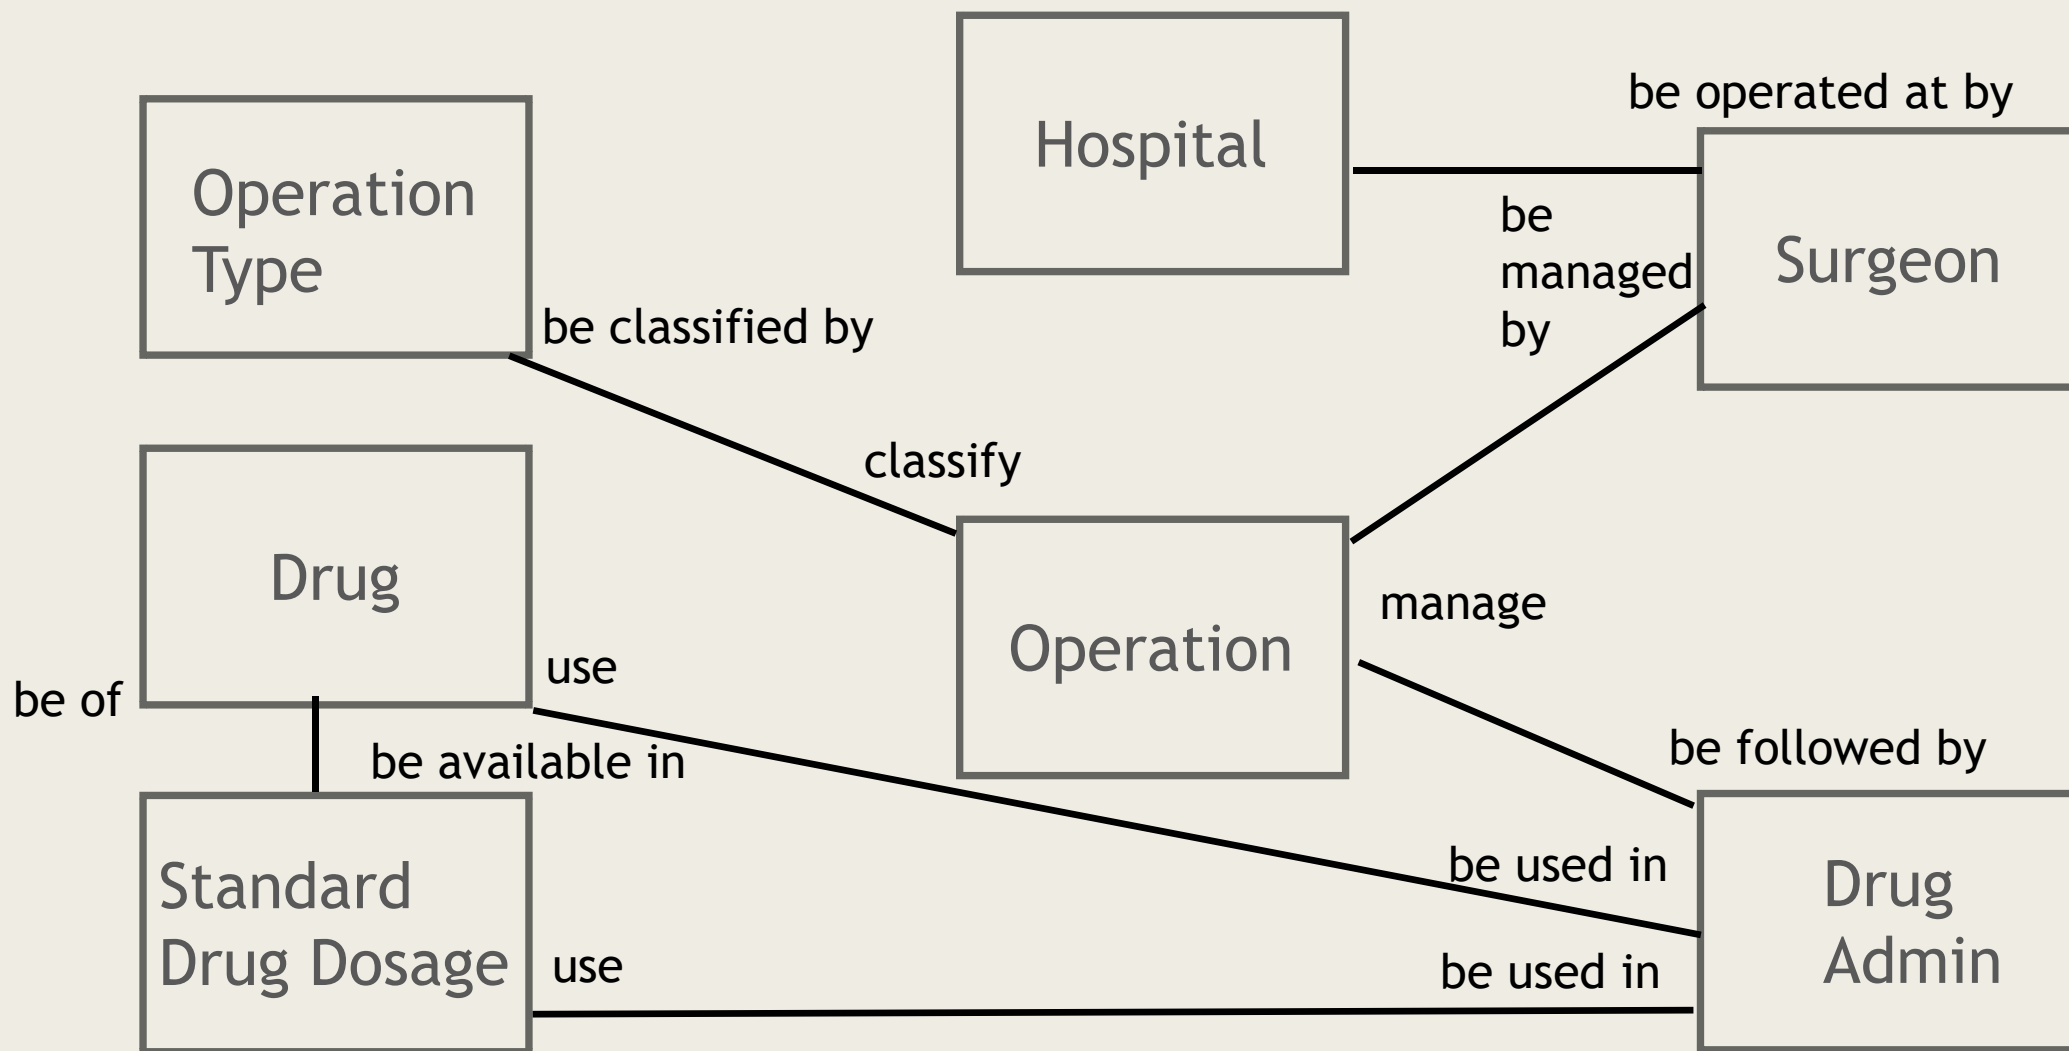 Hospital
be operated at by
Operation
Type
be
managed
by
Surgeon
be classified by
classify
Drug
use
be of
be available in
Operation
manage
be followed by
be used in
Standard
Drug Dosage
use
be used in
Drug
Admin